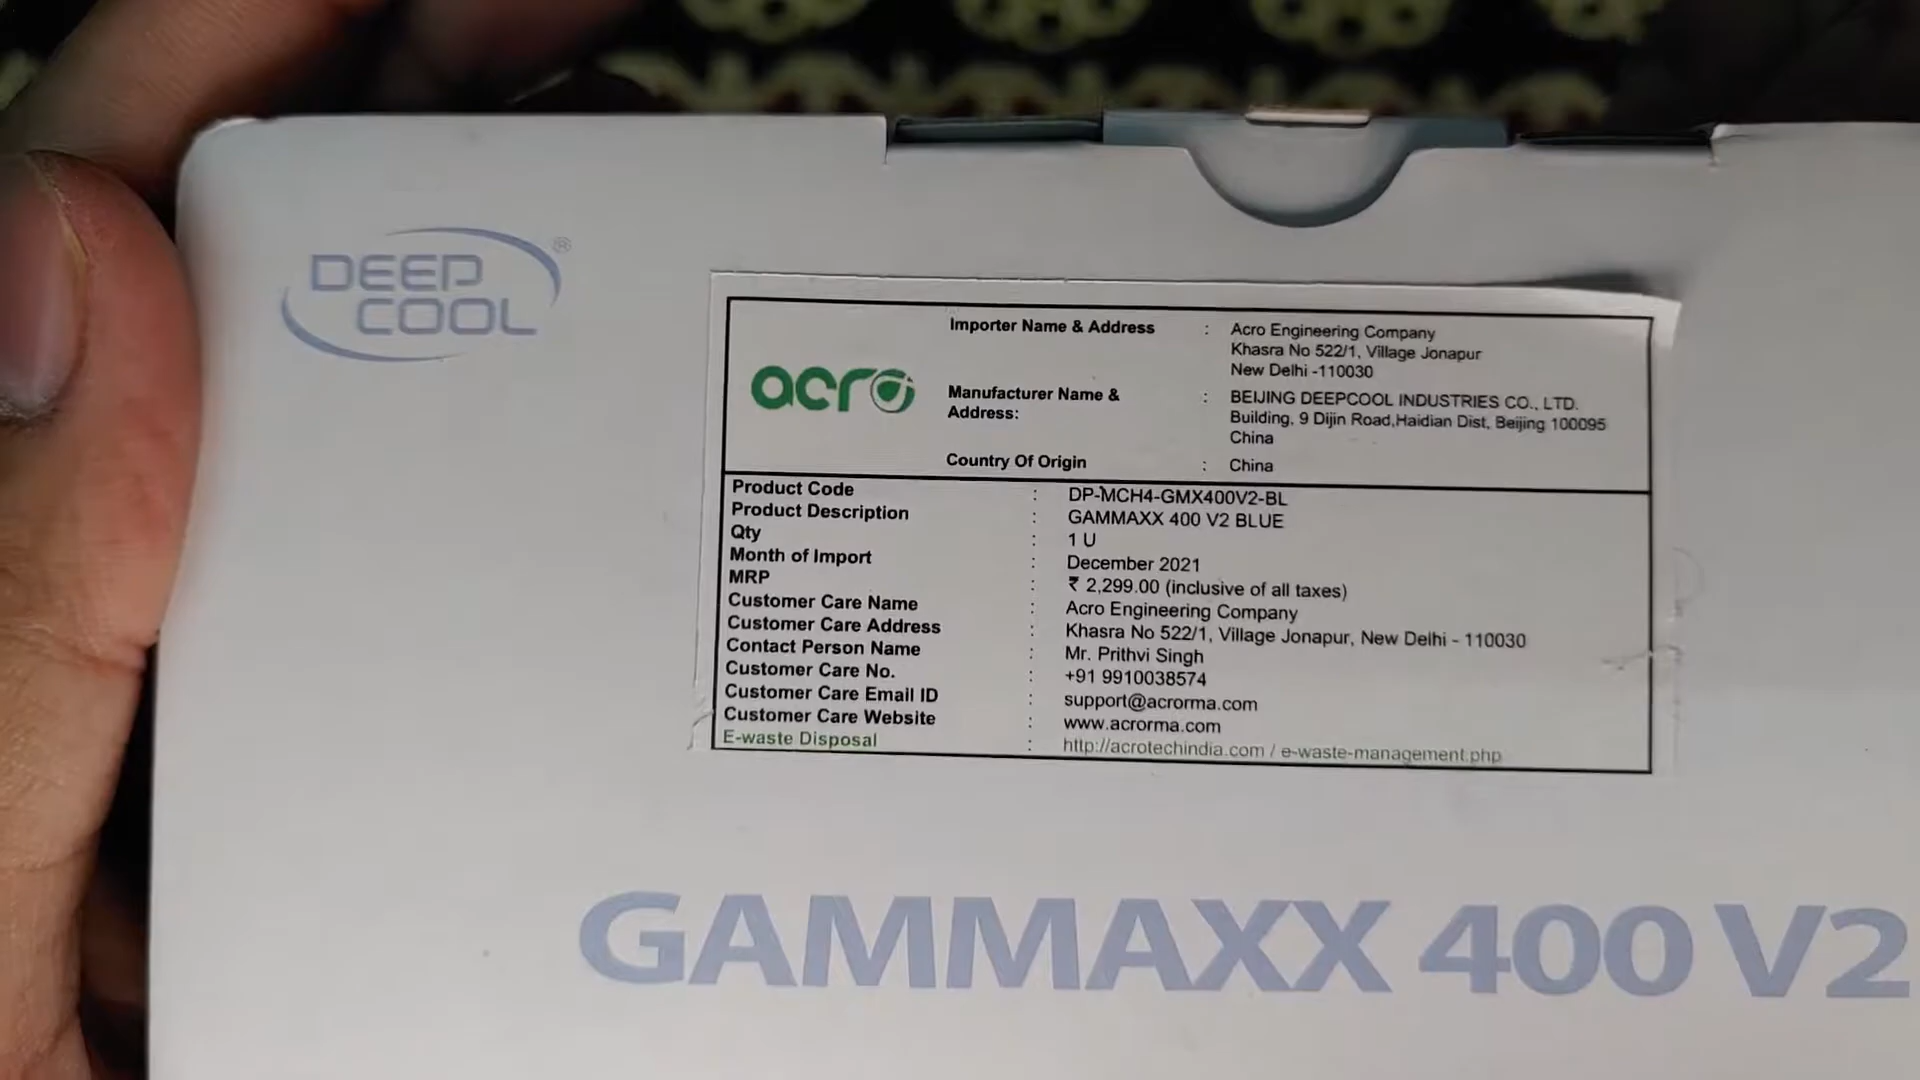 DEEP
COOL
®
acro
Importer Name & Address : Acro Engineering Company
Khasra No 522/1, Village Jonapur
New Delhi -110030
Manufacturer Name & Address: : BEIJING DEEPCOOL INDUSTRIES CO., LTD.
Building, 9 Dijin Road,Haidian Dist, Beijing 100095
China
Country Of Origin : China
Product Code : DP-MCH4-GMX400V2-BL
Product Description : GAMMAXX 400 V2 BLUE
Qty : 1 U
Month of Import : December 2021
MRP : ₹ 2,299.00 (inclusive of all taxes)
Customer Care Name : Acro Engineering Company
Customer Care Address : Khasra No 522/1, Village Jonapur, New Delhi - 110030
Contact Person Name : Mr. Prithvi Singh
Customer Care No. : +91 9910038574
Customer Care Email ID : support@acrorma.com
Customer Care Website : www.acrorma.com
E-waste Disposal : http://acrotechindia.com / e-waste-management.php
GAMMAXX 400 V2